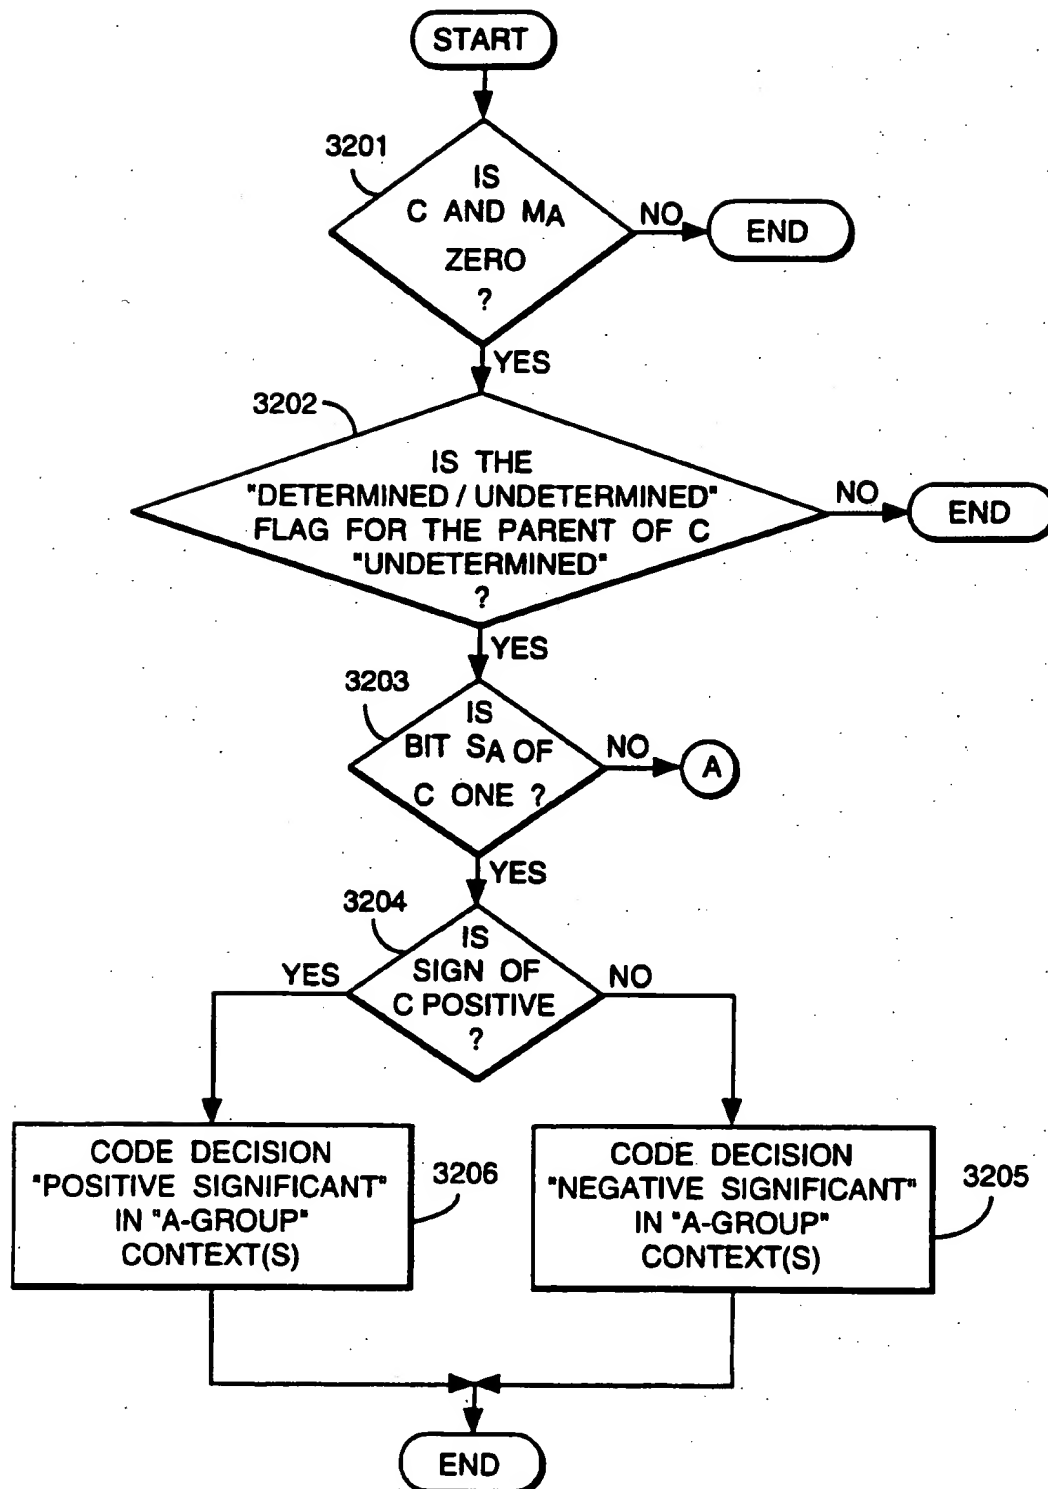 START
3201
IS
C AND MA
ZERO
?
NO
END
YES
3202
IS THE
"DETERMINED / UNDETERMINED"
FLAG FOR THE PARENT OF C
"UNDETERMINED"
?
NO
END
YES
3203
IS
BIT SA OF
C ONE ?
NO
A
YES
3204
IS
SIGN OF
C POSITIVE
?
YES
NO
CODE DECISION
"POSITIVE SIGNIFICANT"
IN "A-GROUP"
CONTEXT(S)
3206
CODE DECISION
"NEGATIVE SIGNIFICANT"
IN "A-GROUP"
CONTEXT(S)
3205
END